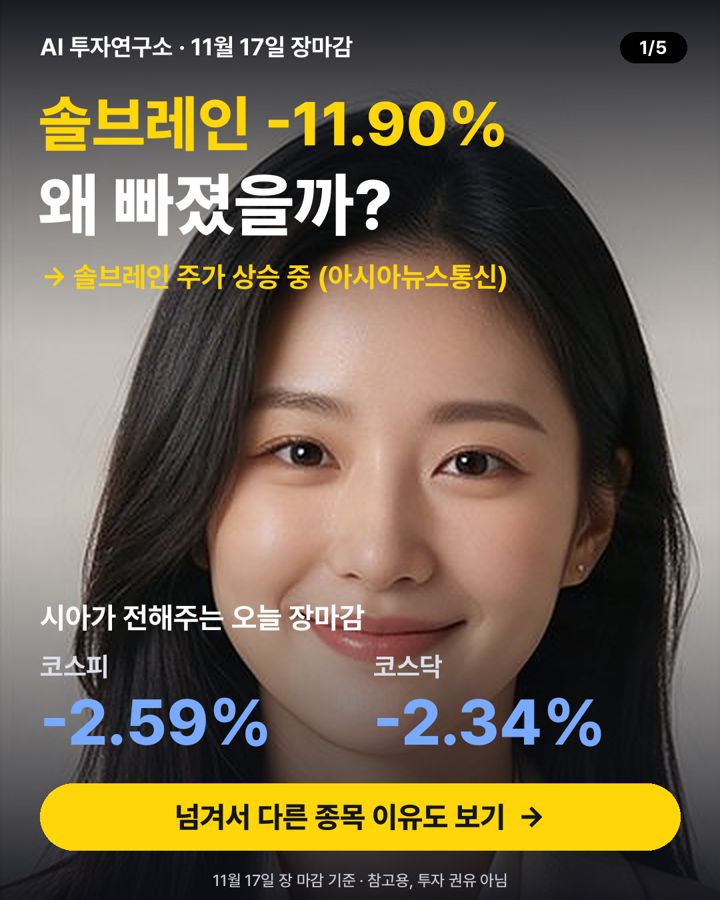 AI 투자연구소 · 11월 17일 장마감
1/5
솔브레인 -11.90%
왜 빠졌을까?
→ 솔브레인 주가 상승 중 (아시아뉴스통신)
시아가 전해주는 오늘 장마감
코스피 코스닥
-2.59% -2.34%
넘겨서 다른 종목 이유도 보기 →
11월 17일 장 마감 기준 · 참고용, 투자 권유 아님